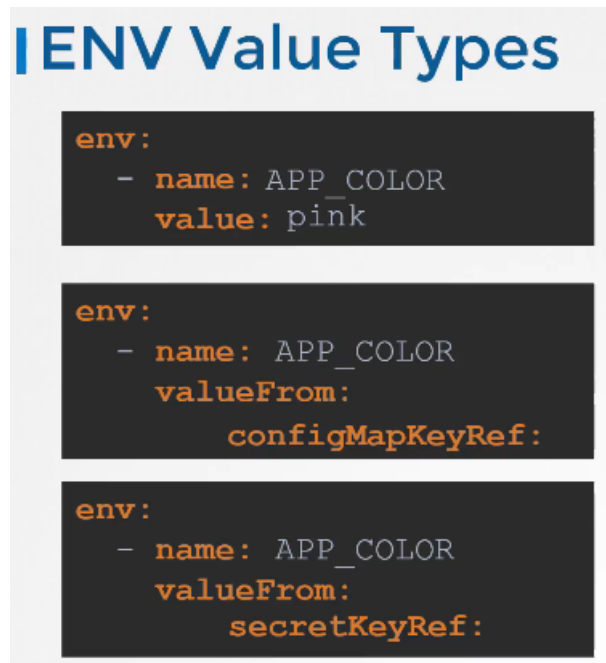 ENV Value Types
env:
- name: APP_COLOR
value: pink
env:
- name: APP_COLOR
valueFrom:
configMapKeyRef:
env:
- name: APP_COLOR
valueFrom:
secretKeyRef: